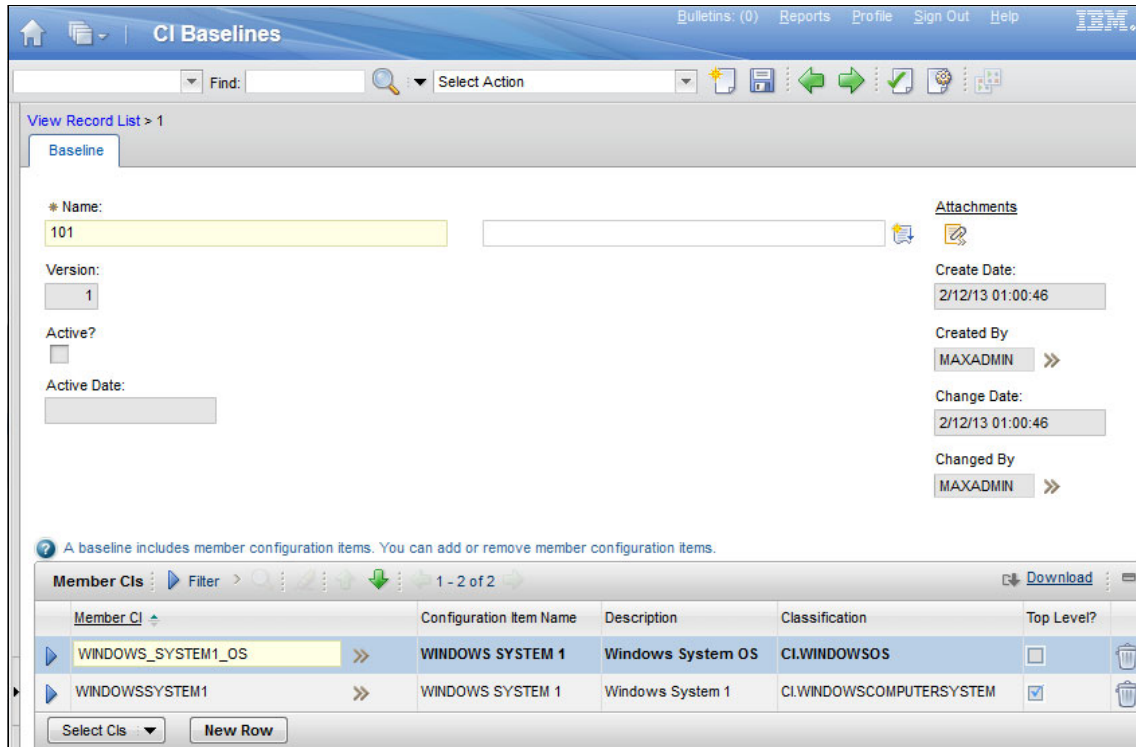 Bulletins: (0) Reports Profile Sign Out Help
CI Baselines
IBM.
Find:
Select Action
View Record List > 1
Baseline
* Name:
101
Attachments
Version:
1
Create Date:
2/12/13 01:00:46
Active?
Created By
MAXADMIN
Active Date:
Change Date:
2/12/13 01:00:46
Changed By
MAXADMIN
? A baseline includes member configuration items. You can add or remove member configuration items.
Member CIs Filter > 1 - 2 of 2 Download
Member CI Configuration Item Name Description Classification Top Level?
WINDOWS_SYSTEM1_OS WINDOWS SYSTEM 1 Windows System OS CI.WINDOWSOS
WINDOWSSYSTEM1 WINDOWS SYSTEM 1 Windows System 1 CI.WINDOWSCOMPUTERSYSTEM
Select CIs New Row